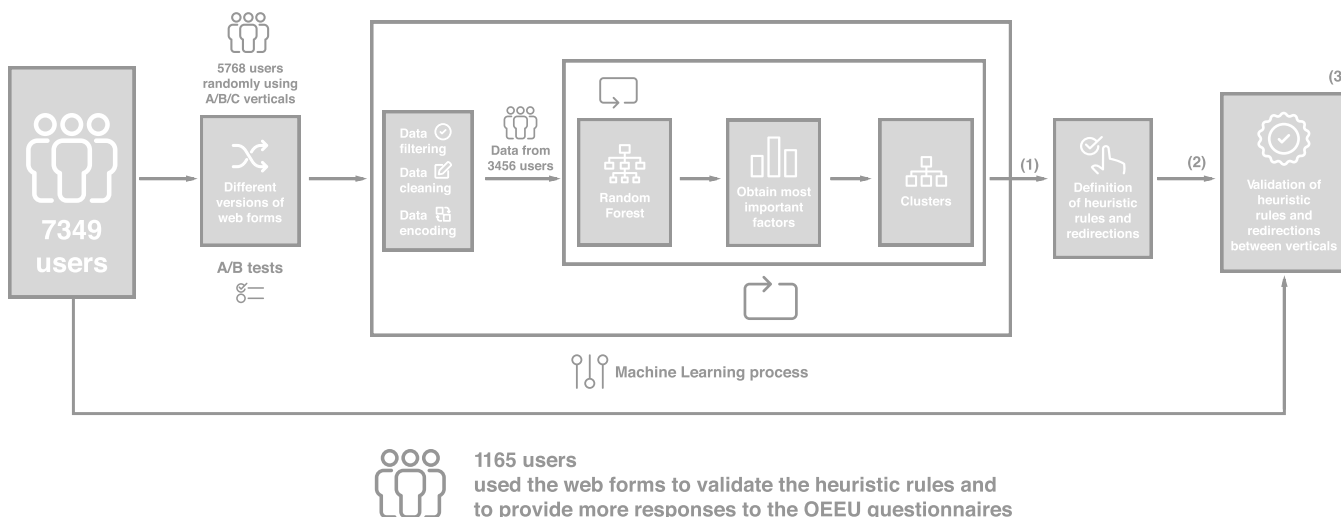 7349
users
5768 users
randomly using
A/B/C verticals
Different
versions of
web forms
A/B tests
Data
filtering
Data
cleaning
Data
encoding
Data from
3456 users
Random
Forest
Obtain most
important
factors
Clusters
Machine Learning process
(1)
Definition
of heuristic
rules and
redirections
(2)
Validation of
heuristic
rules and
redirections
between verticals
(3
1165 users
used the web forms to validate the heuristic rules and
to provide more responses to the OEEU questionnaires